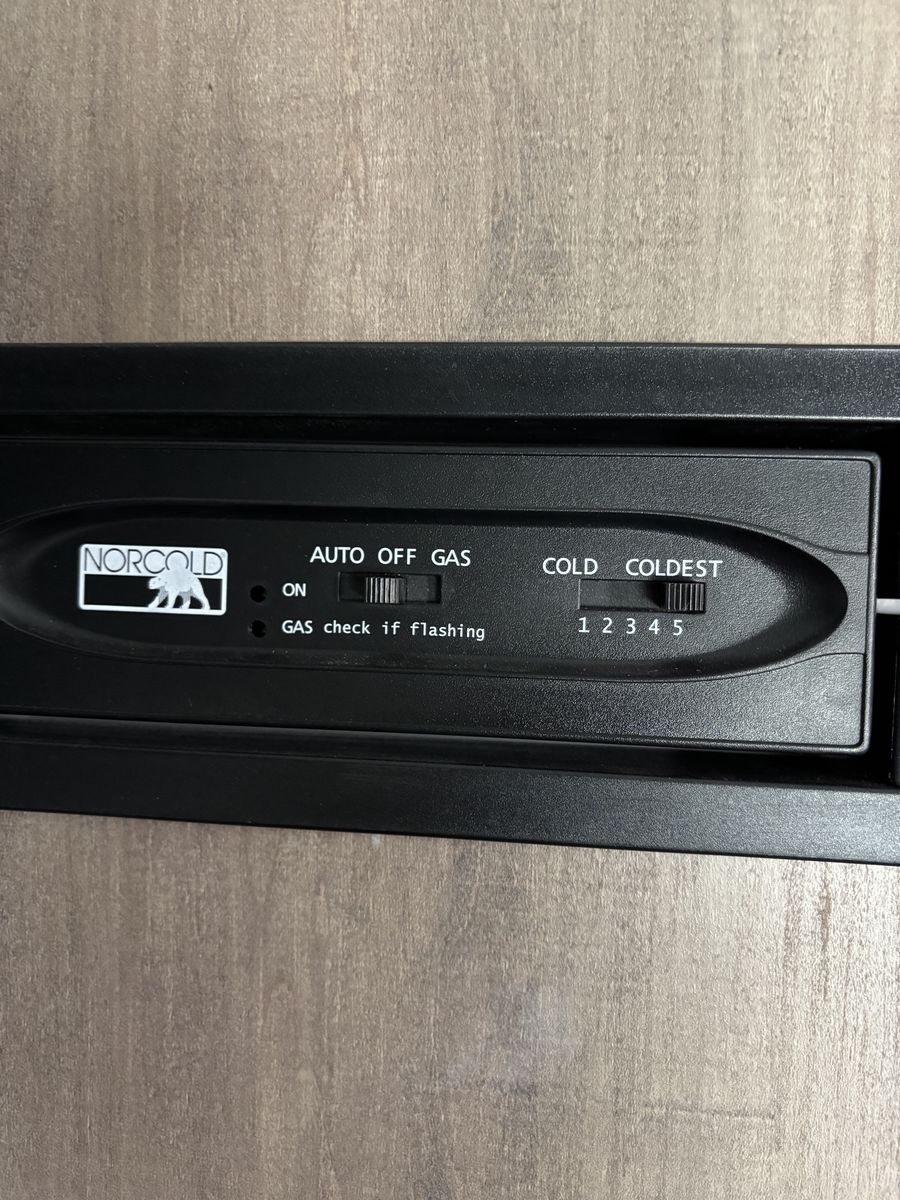 NORCOLD
AUTO OFF GAS
ON
GAS check if flashing
COLD COLDEST
1 2 3 4 5